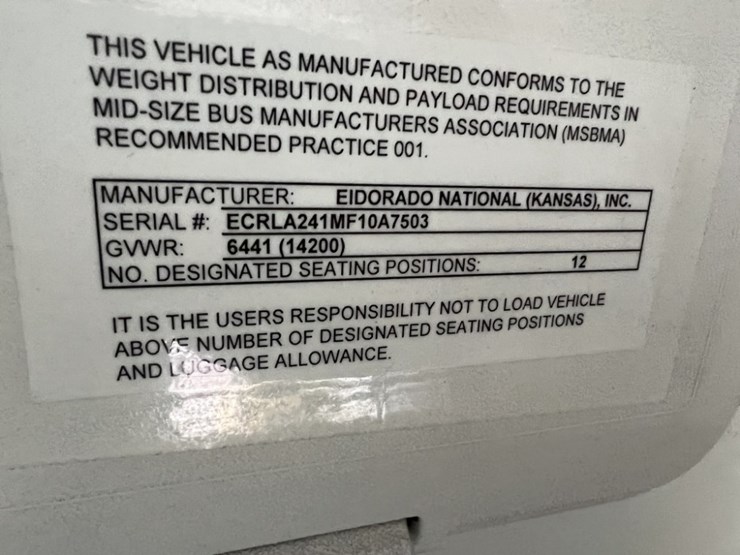 THIS VEHICLE AS MANUFACTURED CONFORMS TO THE
WEIGHT DISTRIBUTION AND PAYLOAD REQUIREMENTS IN
MID-SIZE BUS MANUFACTURERS ASSOCIATION (MSBMA)
RECOMMENDED PRACTICE 001.
MANUFACTURER: EIDORADO NATIONAL (KANSAS), INC.
SERIAL #: ECRLA241MF10A7503
GVWR: 6441 (14200)
NO. DESIGNATED SEATING POSITIONS: 12
IT IS THE USERS RESPONSIBILITY NOT TO LOAD VEHICLE
ABOVE NUMBER OF DESIGNATED SEATING POSITIONS
AND LUGGAGE ALLOWANCE.